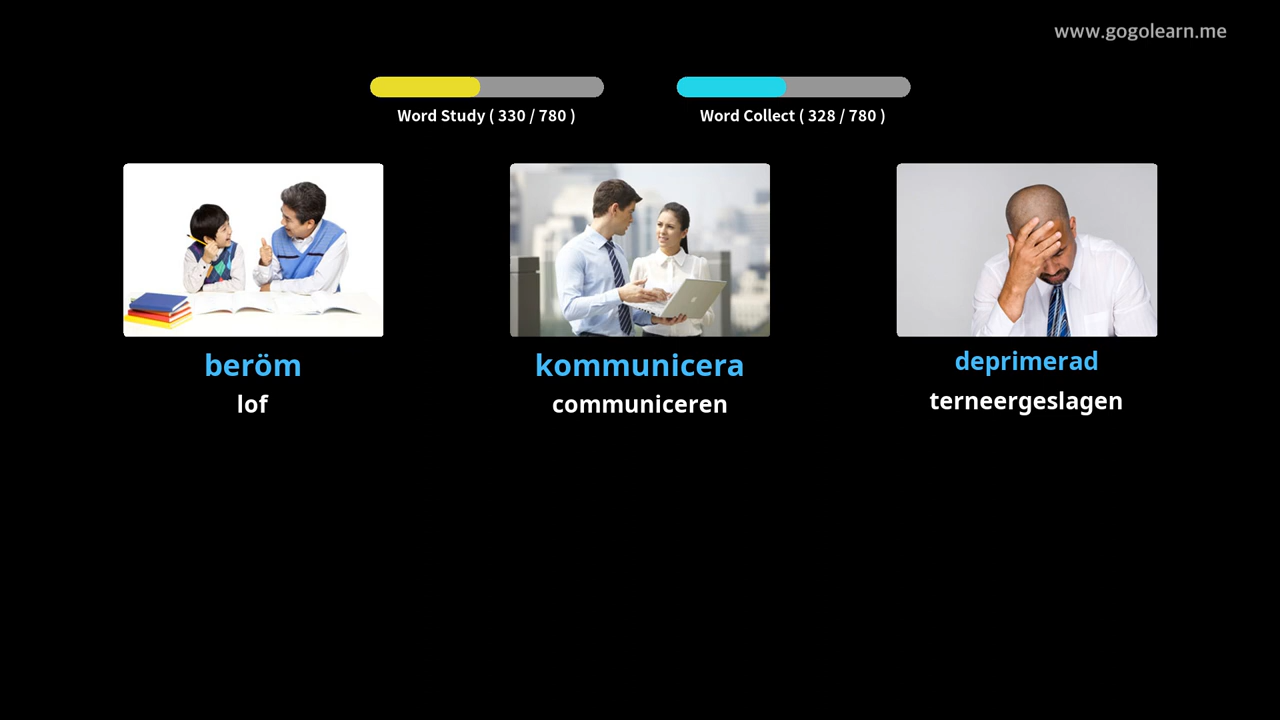 www.gogolearn.me
Word Study ( 330 / 780 )
Word Collect ( 328 / 780 )
beröm
lof
kommunicera
communiceren
deprimerad
terneergeslagen